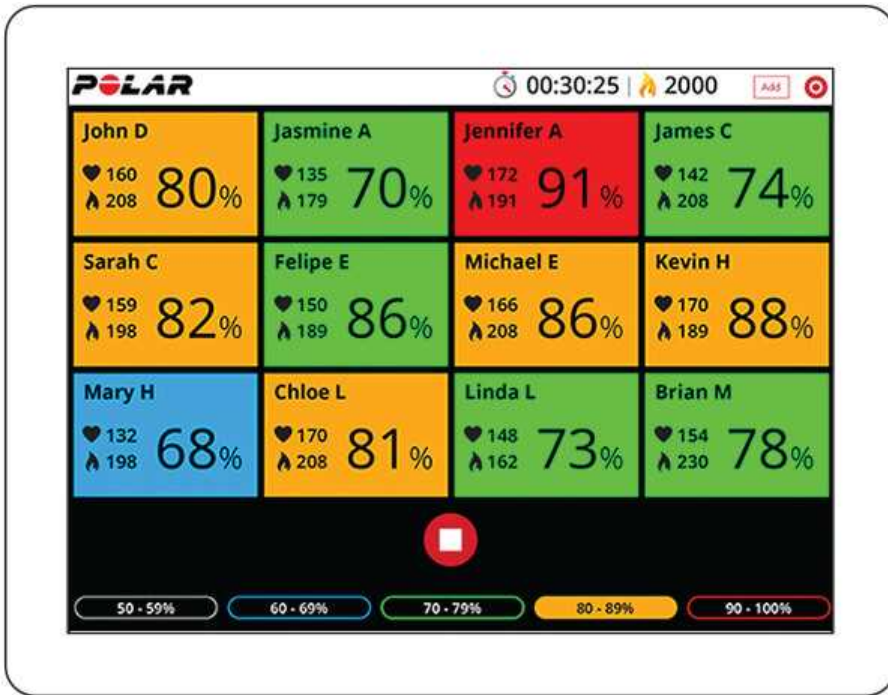 POLAR 00:30:25 | 2000 Add
John D
160
208
80%
Jasmine A
135
179
70%
Jennifer A
172
191
91%
James C
142
208
74%
Sarah C
159
198
82%
Felipe E
150
189
86%
Michael E
166
208
86%
Kevin H
170
189
88%
Mary H
132
198
68%
Chloe L
170
208
81%
Linda L
148
162
73%
Brian M
154
230
78%
50 - 59% 60 - 69% 70 - 79% 80 - 89% 90 - 100%